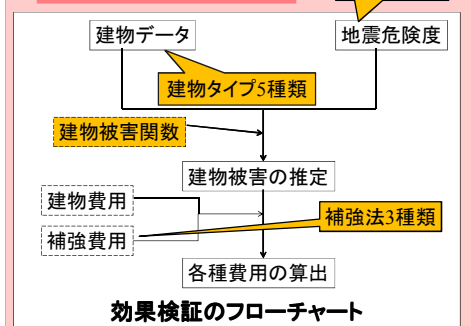 建物データ
地震危険度
建物タイプ5種類
建物被害関数
建物被害の推定
建物費用
補強法3種類
補強費用
各種費用の算出
効果検証のフローチャート